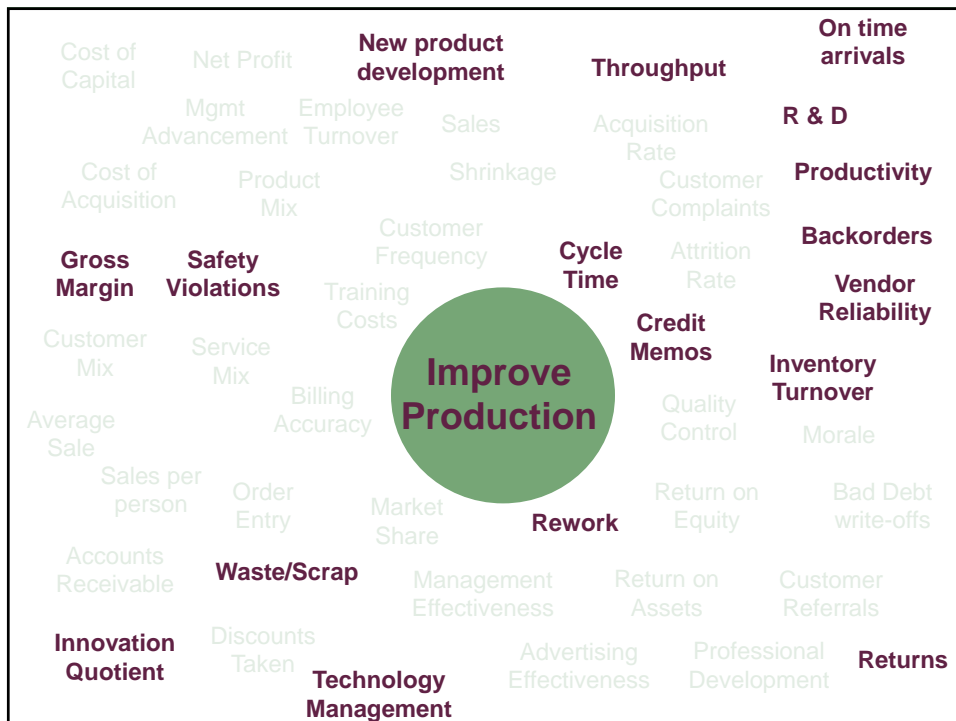 Cost of
Capital
Net Profit
New product
development
Throughput
On time
arrivals
Mgmt
Advancement
Employee
Turnover
Sales
Acquisition
Rate
R & D
Cost of
Acquisition
Product
Mix
Shrinkage
Customer
Complaints
Productivity
Customer
Frequency
Gross
Margin
Safety
Violations
Cycle
Time
Attrition
Rate
Backorders
Training
Costs
Vendor
Reliability
Credit
Memos
Customer
Mix
Service
Mix
Improve
Production
Inventory
Turnover
Billing
Accuracy
Quality
Control
Average
Sale
Morale
Sales per
person
Order
Entry
Market
Share
Rework
Return on
Equity
Bad Debt
write-offs
Accounts
Receivable
Waste/Scrap
Management
Effectiveness
Return on
Assets
Customer
Referrals
Innovation
Quotient
Discounts
Taken
Technology
Management
Advertising
Effectiveness
Professional
Development
Returns